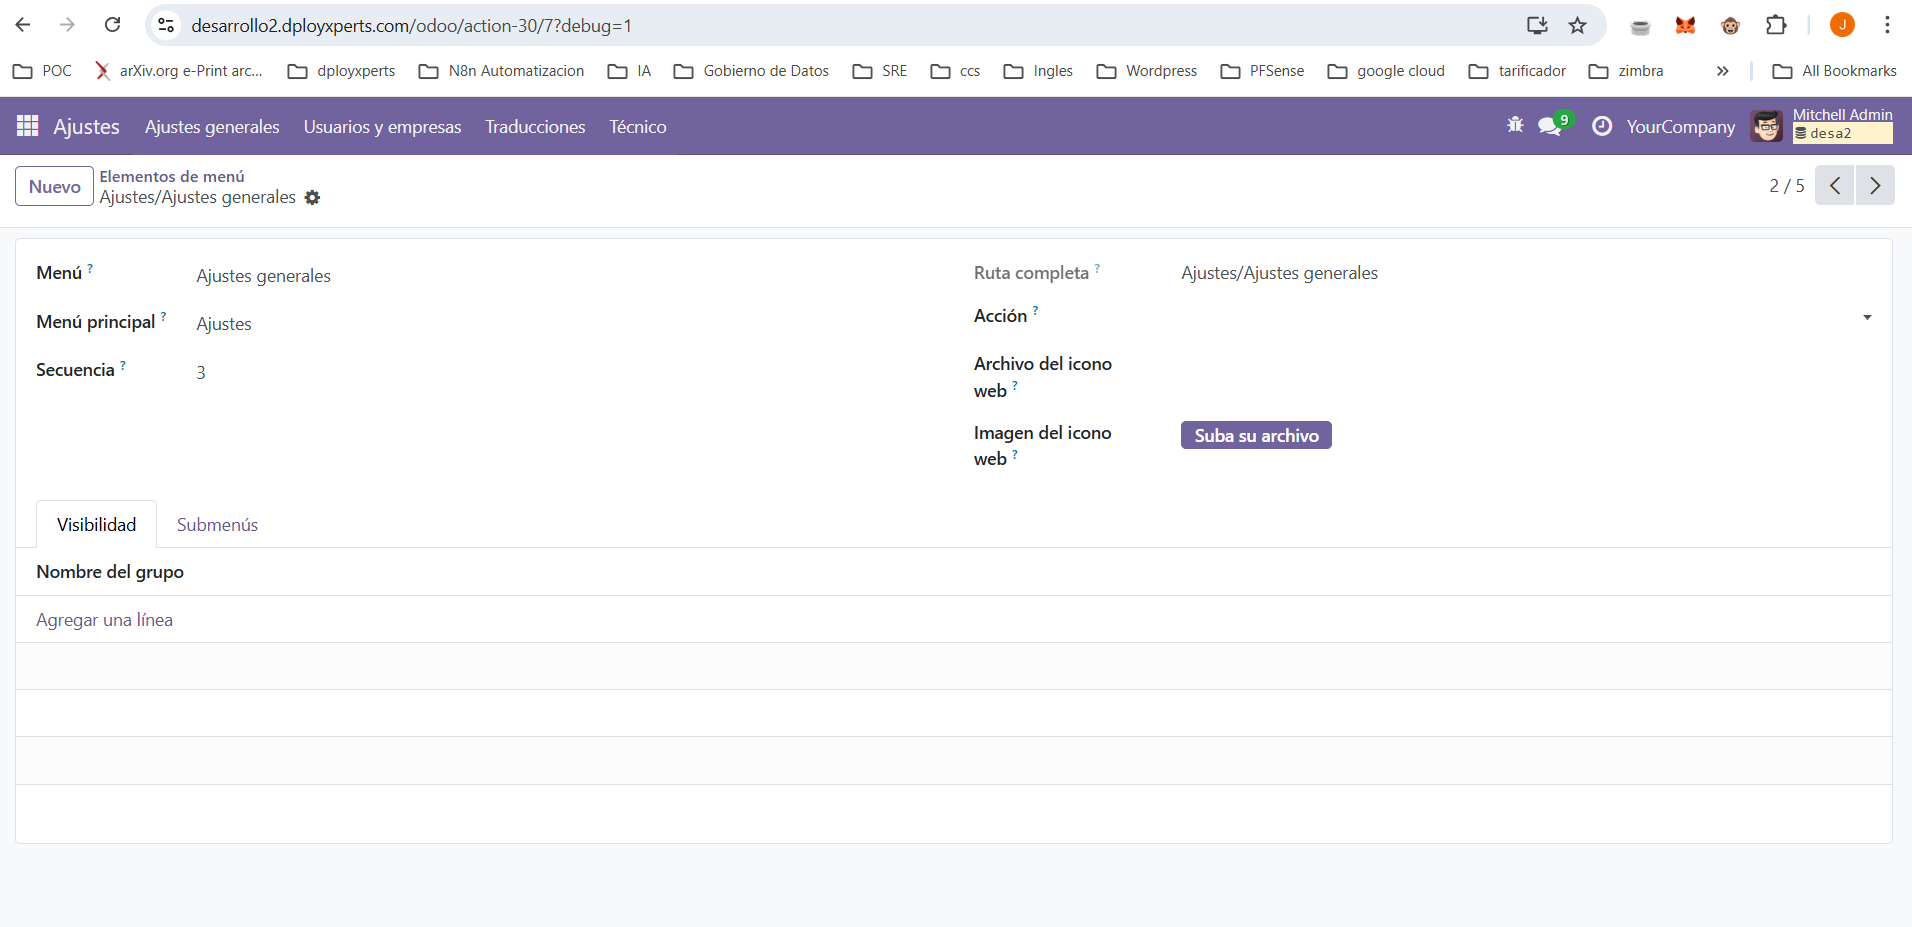 desarrollo2.dployxperts.com/odoo/action-30/7?debug=1
J
POC arXiv.org e-Print arc... dployxperts N8n Automatizacion IA Gobierno de Datos SRE ccs Ingles Wordpress PFSense google cloud tarificador zimbra All Bookmarks
Ajustes Ajustes generales Usuarios y empresas Traducciones Técnico 9 YourCompany Mitchell Admin
desa2
Nuevo Elementos de menú
Ajustes/Ajustes generales
2 / 5
Menú ? Ajustes generales
Menú principal ? Ajustes
Secuencia ? 3
Ruta completa ? Ajustes/Ajustes generales
Acción ?
Archivo del icono
web ?
Imagen del icono
web ?
Suba su archivo
Visibilidad Submenús
Nombre del grupo
Agregar una línea